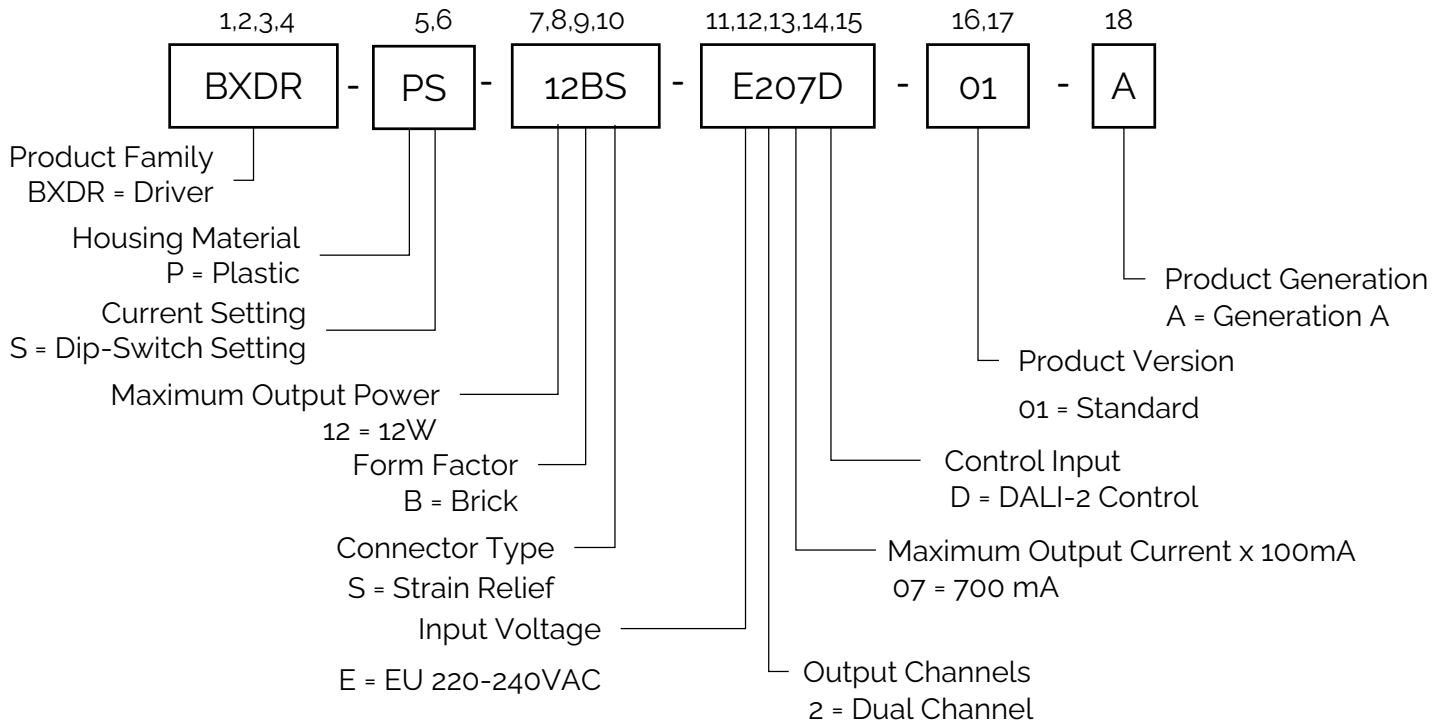 1,2,3,4 5,6 7,8,9,10 11,12,13,14,15 16,17 18
BXDR - PS - 12BS - E207D - 01 - A
Product Family
BXDR = Driver
Housing Material
P = Plastic
Current Setting
S = Dip-Switch Setting
Maximum Output Power
12 = 12W
Form Factor
B = Brick
Connector Type
S = Strain Relief
Input Voltage
E = EU 220-240VAC
Output Channels
2 = Dual Channel
Maximum Output Current x 100mA
07 = 700 mA
Control Input
D = DALI-2 Control
Product Version
01 = Standard
Product Generation
A = Generation A